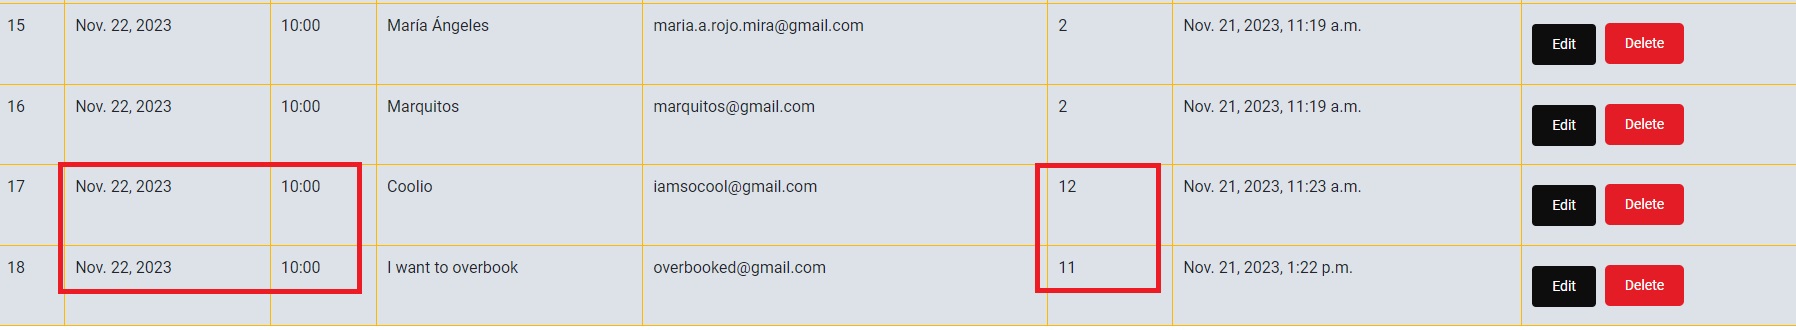 15 Nov. 22, 2023 10:00 María Ángeles maria.a.rojo.mira@gmail.com 2 Nov. 21, 2023, 11:19 a.m. Edit Delete
16 Nov. 22, 2023 10:00 Marquitos marquitos@gmail.com 2 Nov. 21, 2023, 11:19 a.m. Edit Delete
17 Nov. 22, 2023 10:00 Coolio iamsocool@gmail.com 12 Nov. 21, 2023, 11:23 a.m. Edit Delete
18 Nov. 22, 2023 10:00 I want to overbook overbooked@gmail.com 11 Nov. 21, 2023, 1:22 p.m. Edit Delete